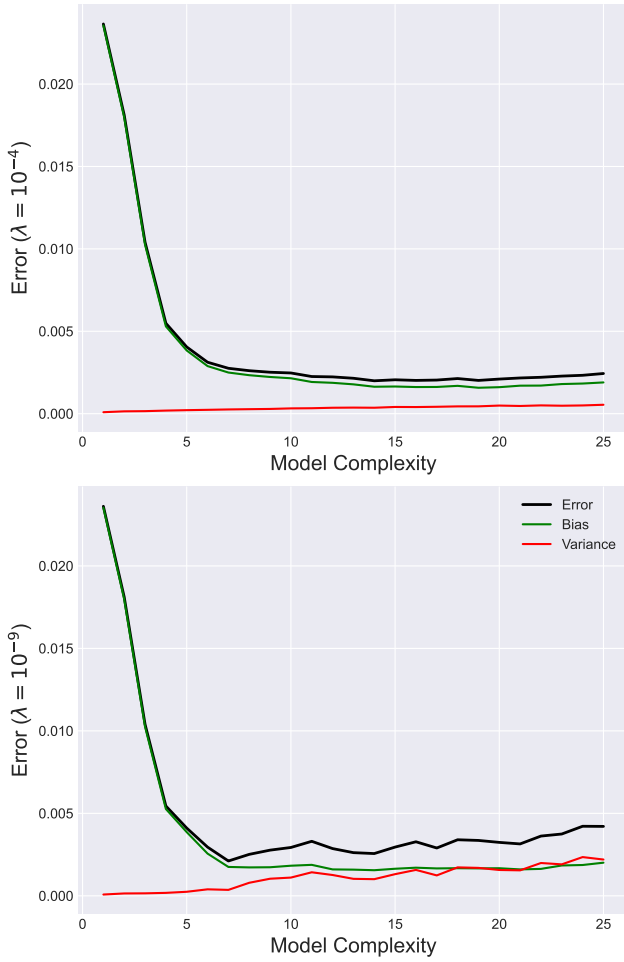 Error (λ = 10⁻⁴)
0.020
0.015
0.010
0.005
0.000
0 5 10 15 20 25
Model Complexity
Error (λ = 10⁻⁹)
0.020
0.015
0.010
0.005
0.000
Error
Bias
Variance
0 5 10 15 20 25
Model Complexity